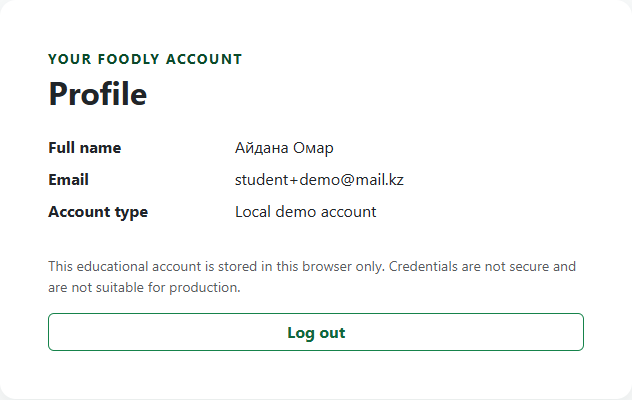 YOUR FOODLY ACCOUNT
Profile
Full name Айдана Омар
Email student+demo@mail.kz
Account type Local demo account
This educational account is stored in this browser only. Credentials are not secure and
are not suitable for production.
Log out